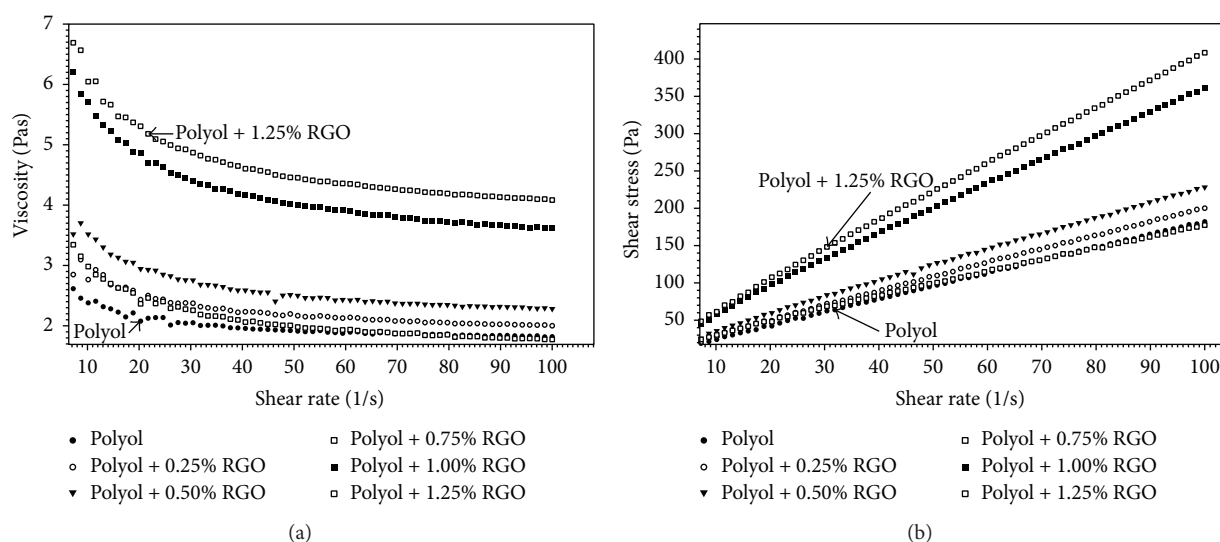 7
6
5
4
3
2
Viscosity (Pas)
Polyol + 1.25% RGO
Polyol
10 20 30 40 50 60 70 80 90 100
Shear rate (1/s)
Polyol
Polyol + 0.25% RGO
Polyol + 0.50% RGO
Polyol + 0.75% RGO
Polyol + 1.00% RGO
Polyol + 1.25% RGO
(a)
400
350
300
250
200
150
100
50
Shear stress (Pa)
Polyol + 1.25% RGO
Polyol
10 20 30 40 50 60 70 80 90 100
Shear rate (1/s)
Polyol
Polyol + 0.25% RGO
Polyol + 0.50% RGO
Polyol + 0.75% RGO
Polyol + 1.00% RGO
Polyol + 1.25% RGO
(b)